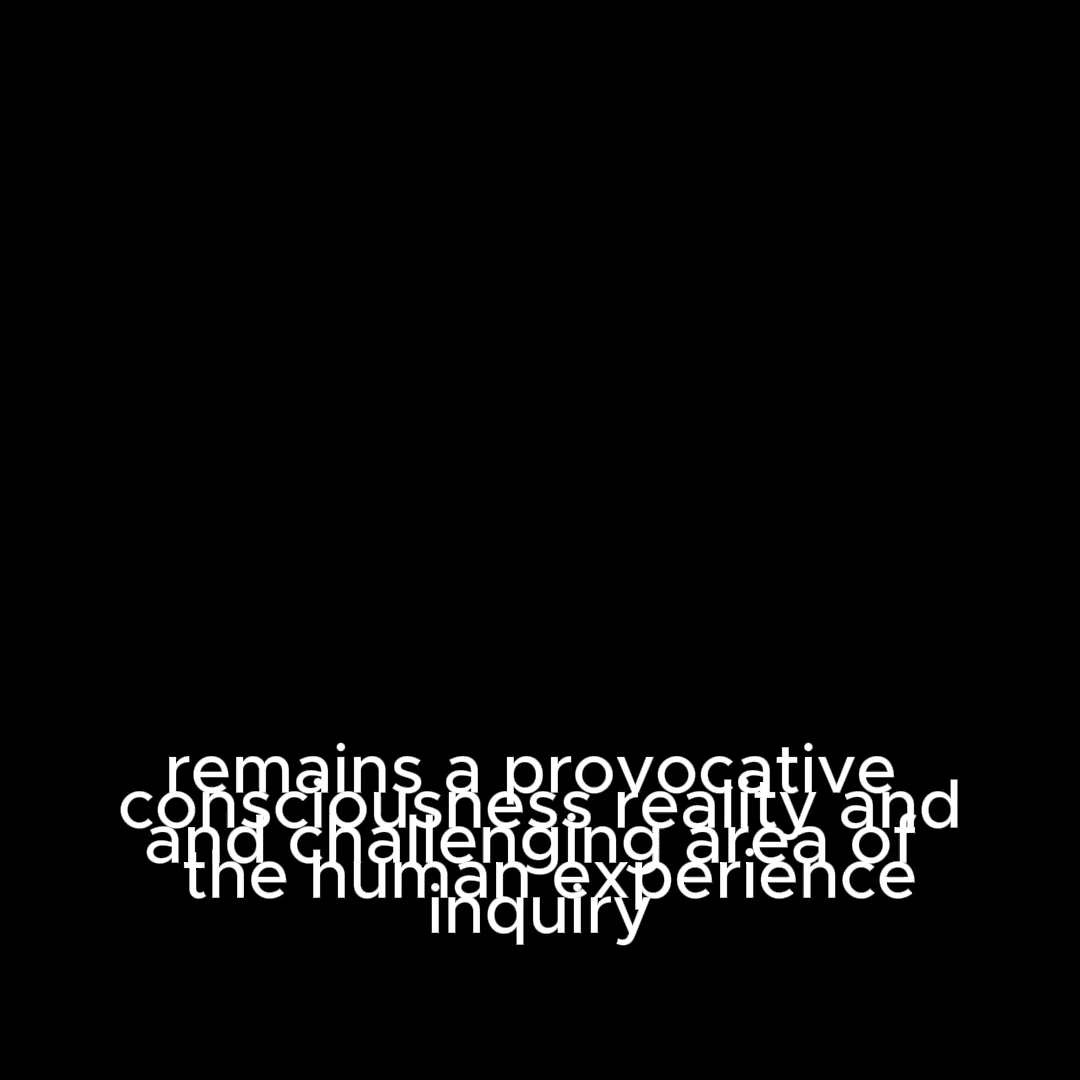 remains a provocative
consciousness reality and
and challenging area of
the human experience
inquiry